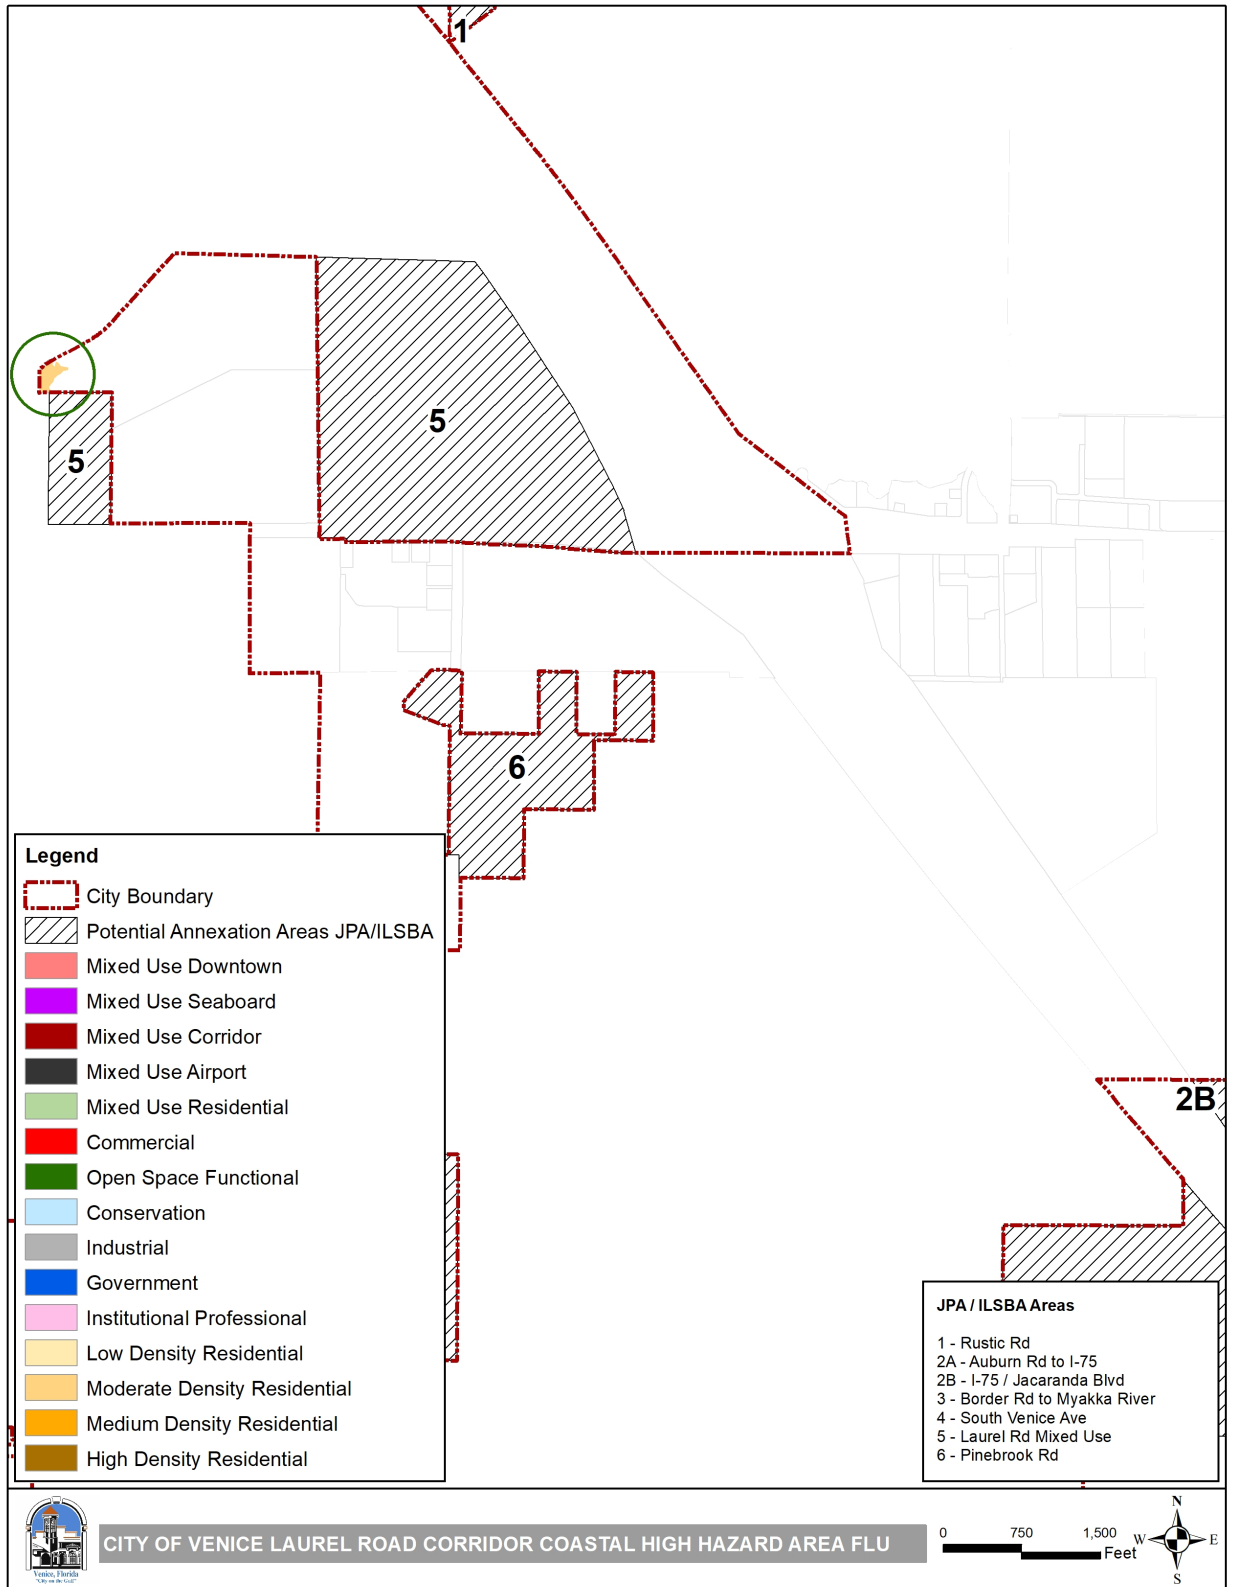 1
5
5
6
2B
Legend
City Boundary
Potential Annexation Areas JPA/ILSBA
Mixed Use Downtown
Mixed Use Seaboard
Mixed Use Corridor
Mixed Use Airport
Mixed Use Residential
Commercial
Open Space Functional
Conservation
Industrial
Government
Institutional Professional
Low Density Residential
Moderate Density Residential
Medium Density Residential
High Density Residential
JPA / ILSBA Areas
1 - Rustic Rd
2A - Auburn Rd to I-75
2B - I-75 / Jacaranda Blvd
3 - Border Rd to Myakka River
4 - South Venice Ave
5 - Laurel Rd Mixed Use
6 - Pinebrook Rd
Venice, Florida
"City on the Gulf"
CITY OF VENICE LAUREL ROAD CORRIDOR COASTAL HIGH HAZARD AREA FLU
0 750 1,500
Feet
N
W E
S